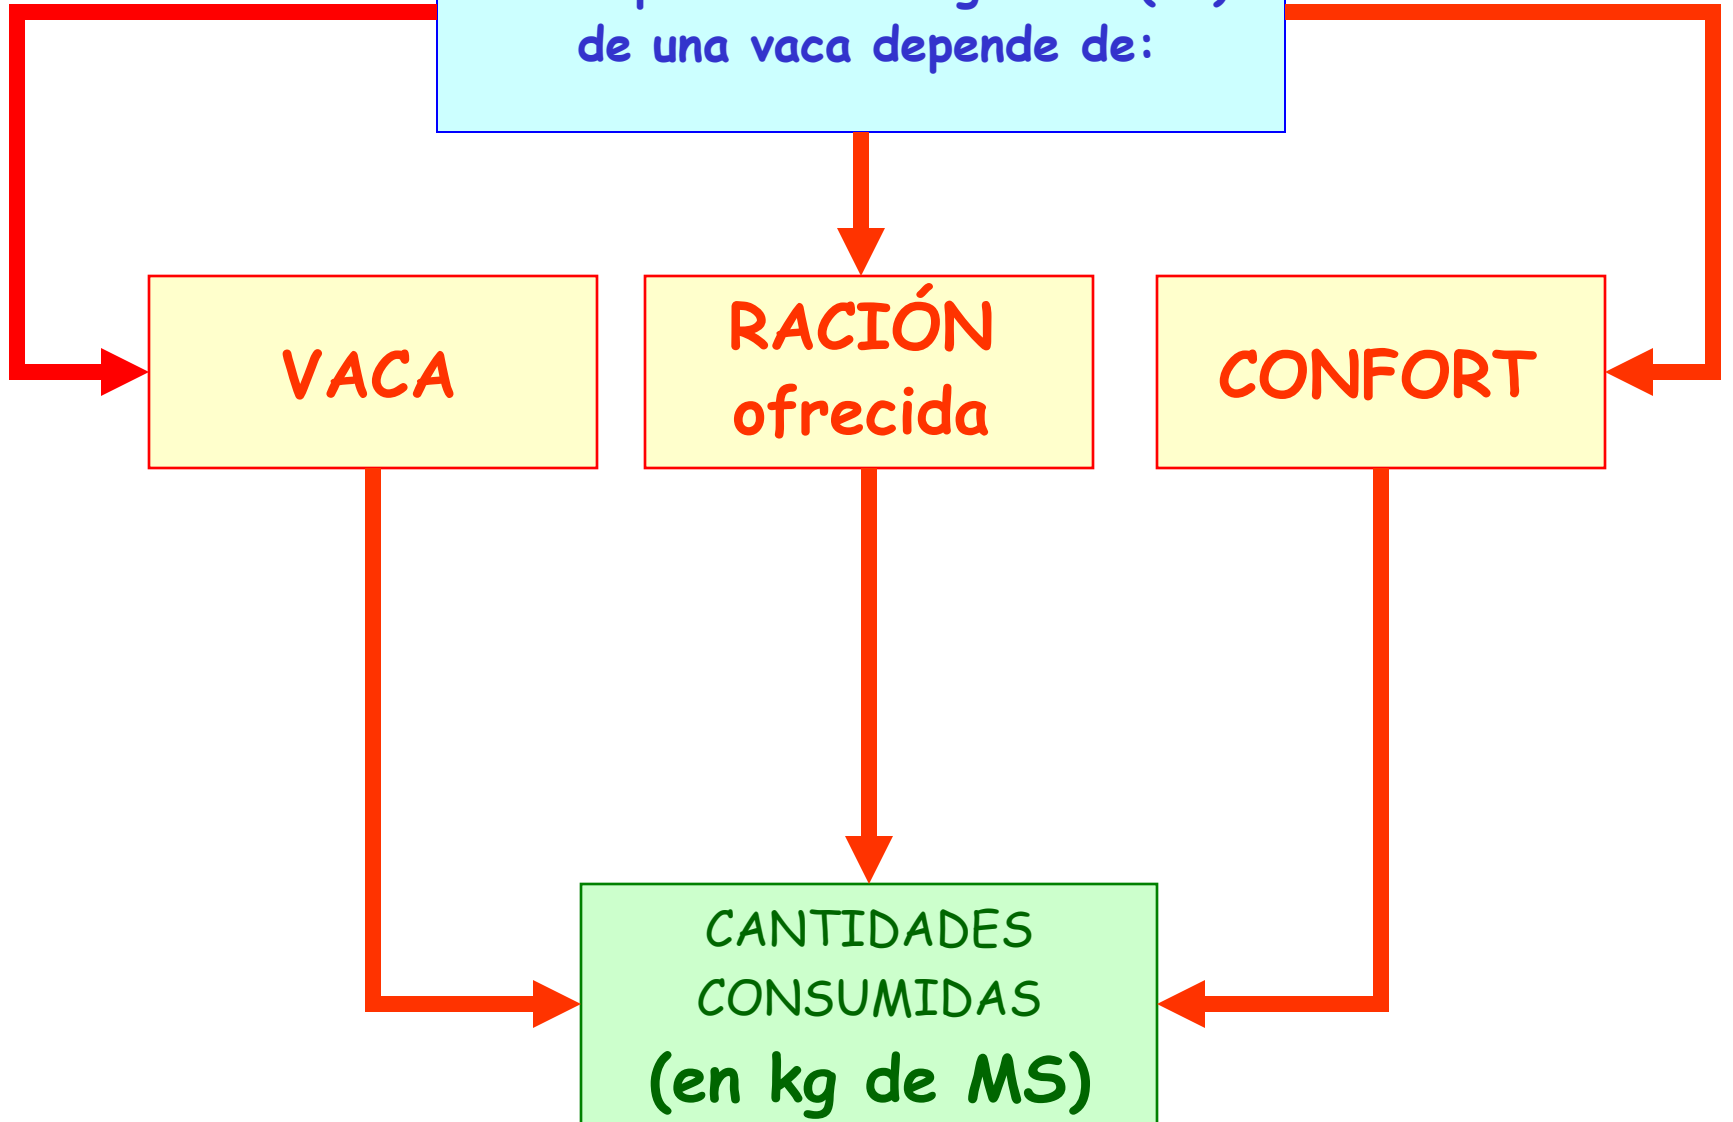 de una vaca depende de:
VACA
RACIÓN
ofrecida
CONFORT
CANTIDADES
CONSUMIDAS
(en kg de MS)